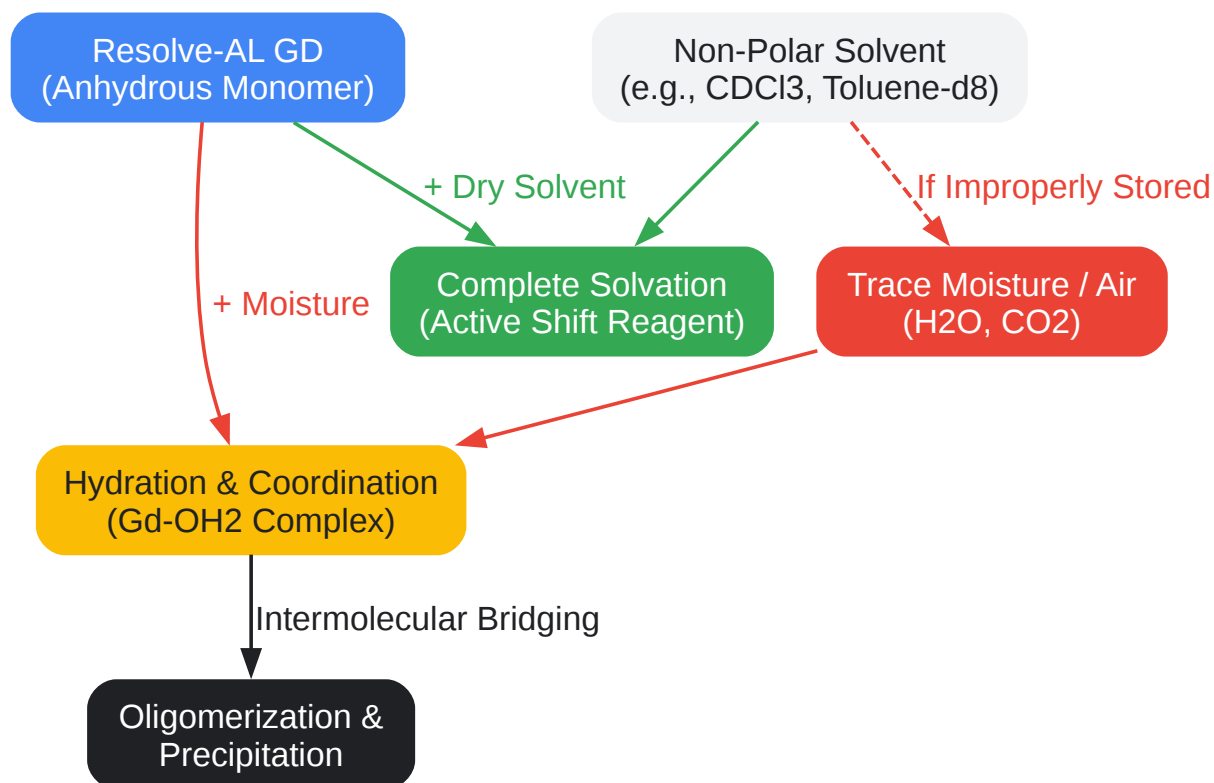 Resolve-AL GD
(Anhydrous Monomer)
Non-Polar Solvent
(e.g., CDCl3, Toluene-d8)
+ Dry Solvent
If Improperly Stored
Complete Solvation
(Active Shift Reagent)
Trace Moisture / Air
(H2O, CO2)
+ Moisture
Hydration & Coordination
(Gd-OH2 Complex)
Intermolecular Bridging
Oligomerization &
Precipitation